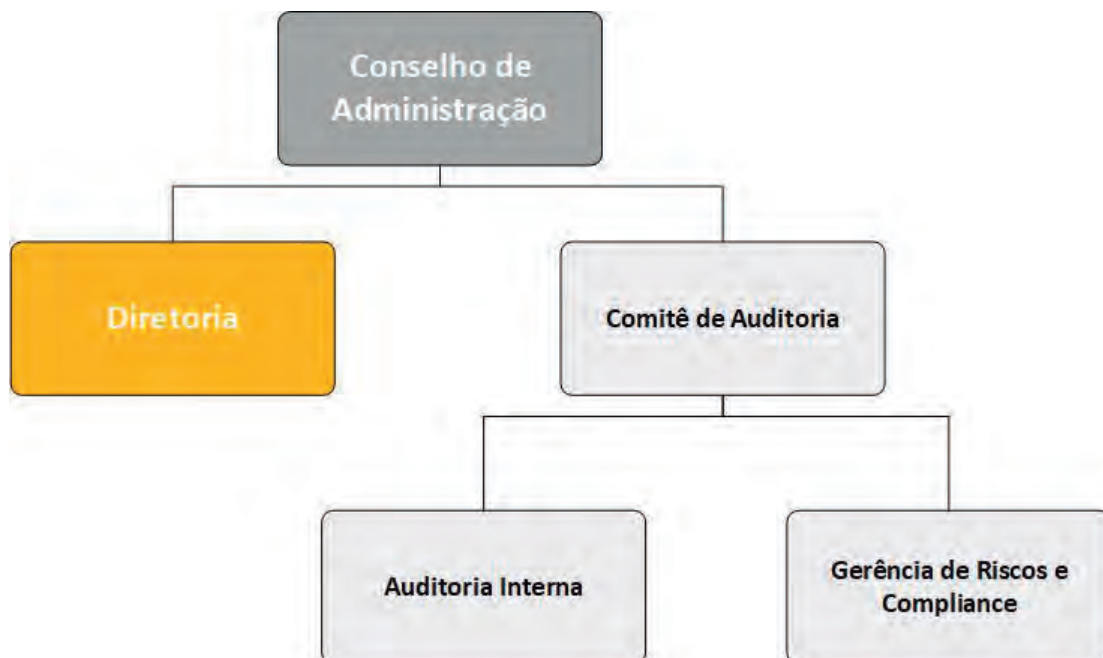 Conselho de
Administração
Diretoria
Comitê de Auditoria
Auditoria Interna
Gerência de Riscos e
Compliance